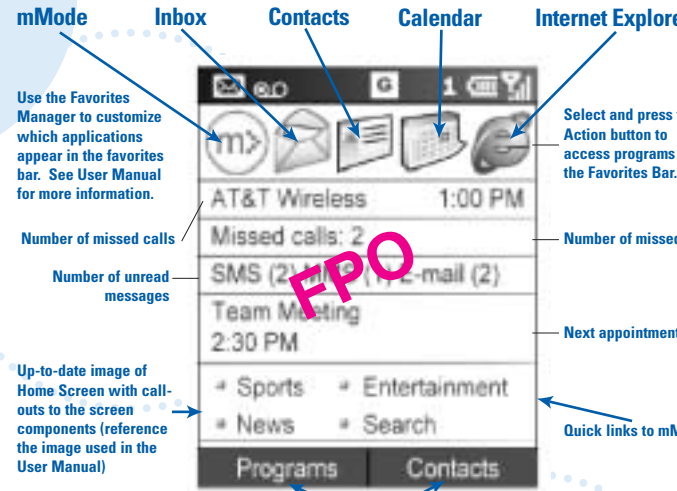 mMode Inbox Contacts Calendar Internet Explore
Use the Favorites
Manager to customize
which applications
appear in the favorites
bar. See User Manual
for more information.
Number of missed calls
Number of unread
messages
Up-to-date image of
Home Screen with call-
outs to the screen
components (reference
the image used in the
User Manual)
G 1
m>
AT&T Wireless 1:00 PM
Missed calls: 2
SMS (2) MMS (1) E-mail (2)
FPO
Team Meeting
2:30 PM
Sports Entertainment
News Search
Programs Contacts
Select and press
Action button to
access programs
the Favorites Bar.
Number of missed
Next appointment
Quick links to mM